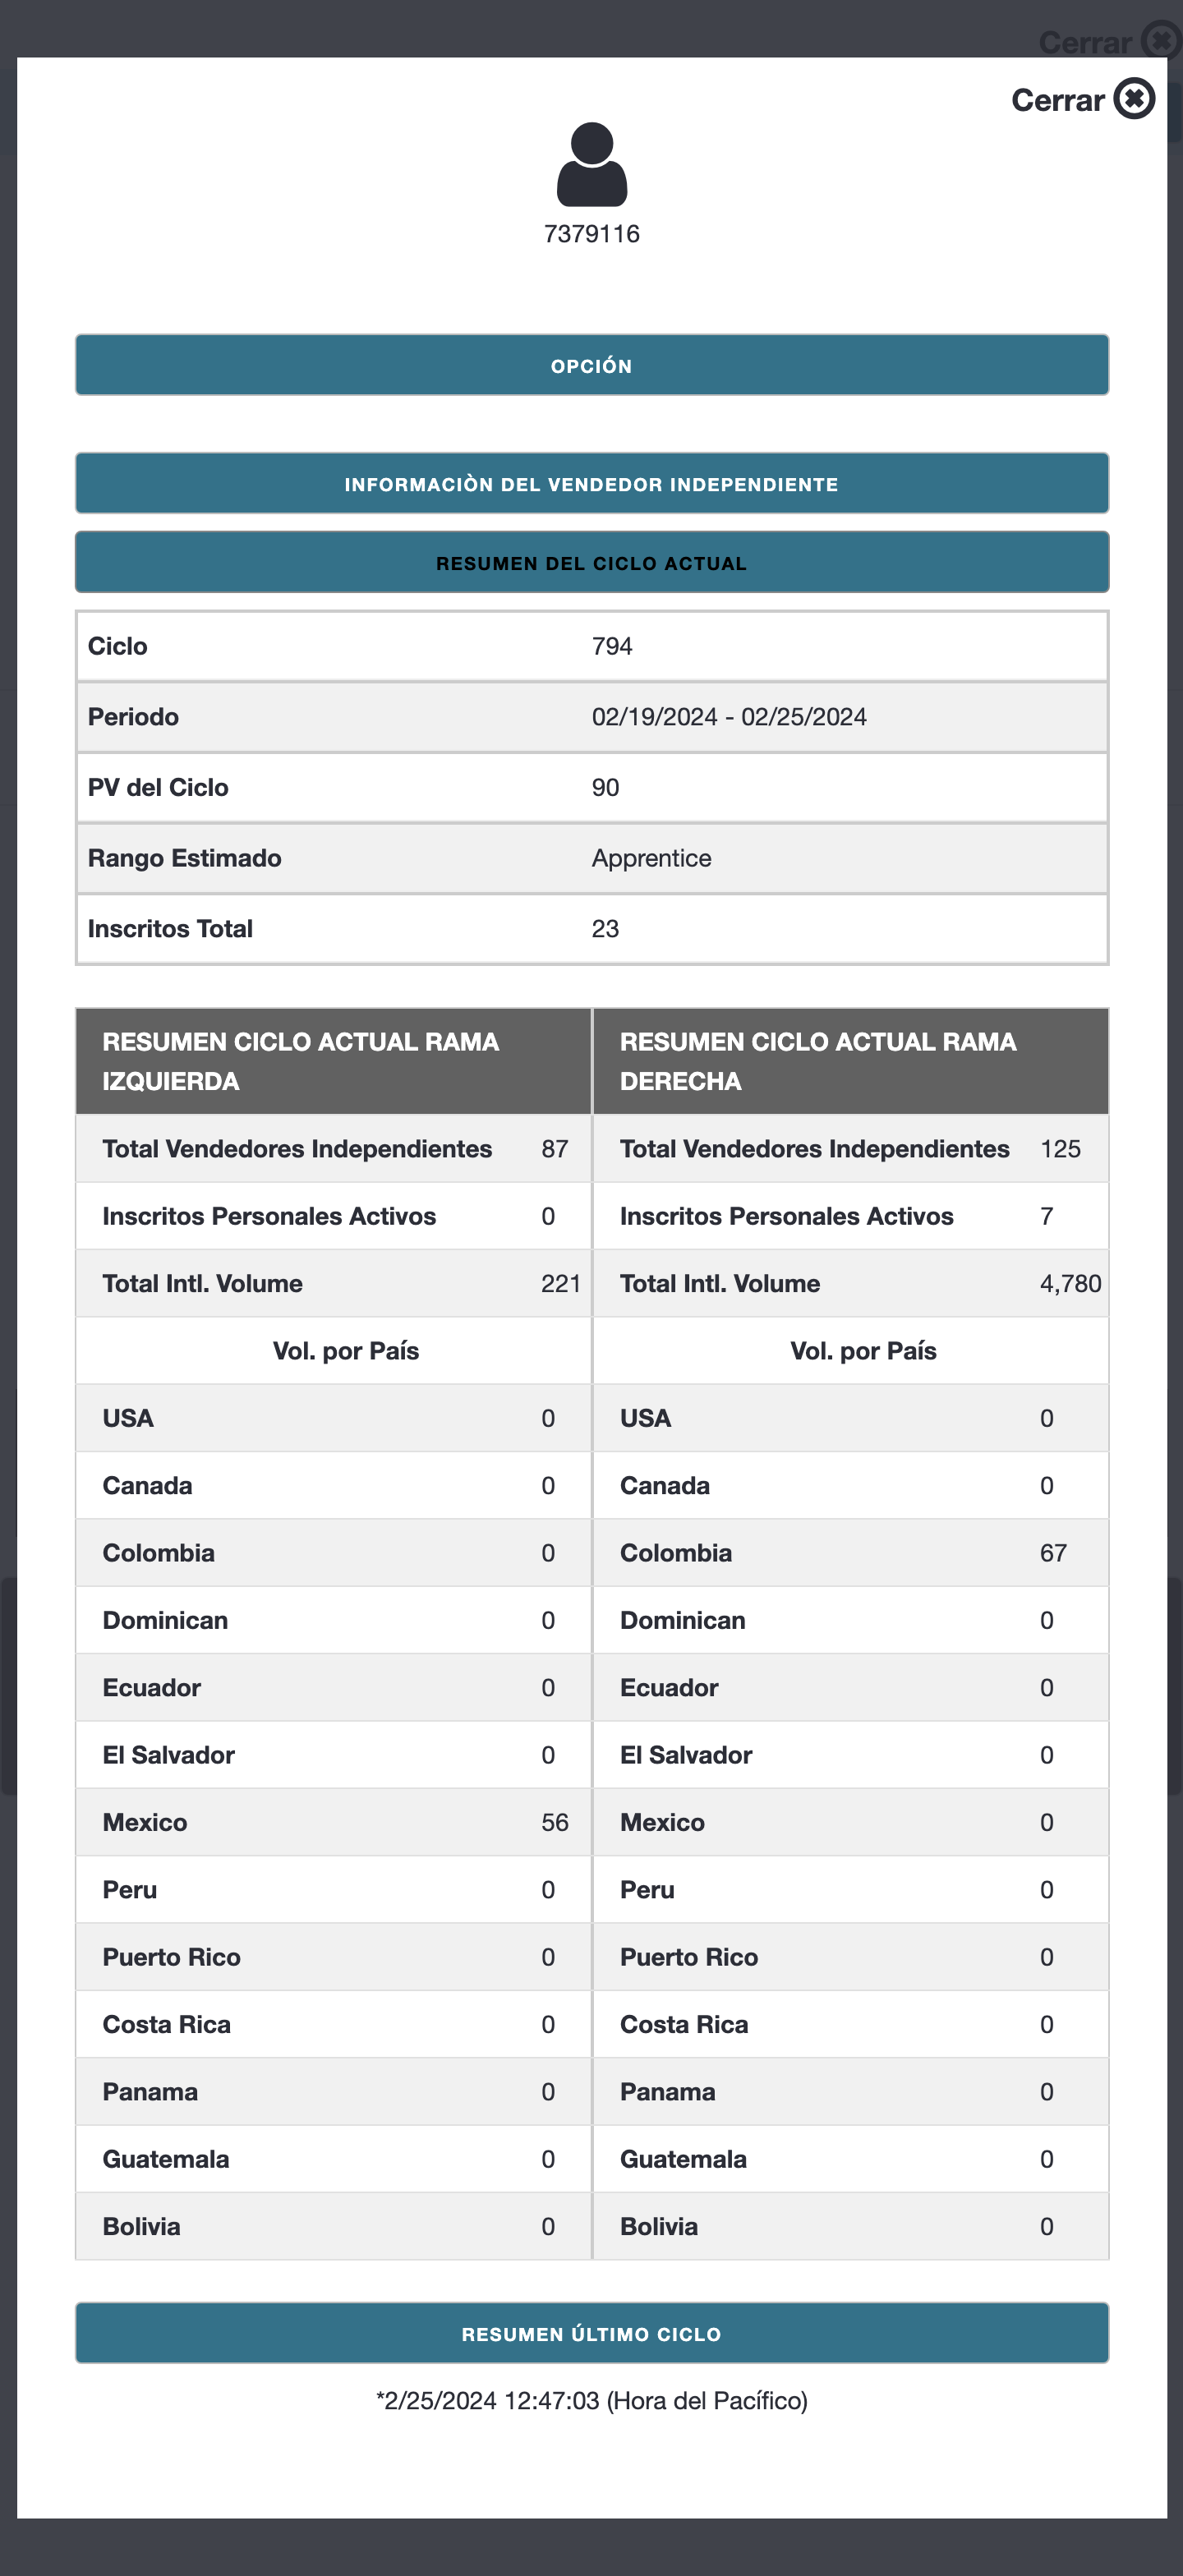 Cerrar
Cerrar
7379116
OPCIÓN
INFORMACIÒN DEL VENDEDOR INDEPENDIENTE
RESUMEN DEL CICLO ACTUAL
Ciclo 794
Periodo 02/19/2024 - 02/25/2024
PV del Ciclo 90
Rango Estimado Apprentice
Inscritos Total 23
RESUMEN CICLO ACTUAL RAMA IZQUIERDA RESUMEN CICLO ACTUAL RAMA DERECHA
Total Vendedores Independientes 87 Total Vendedores Independientes 125
Inscritos Personales Activos 0 Inscritos Personales Activos 7
Total Intl. Volume 221 Total Intl. Volume 4,780
Vol. por País Vol. por País
USA 0 USA 0
Canada 0 Canada 0
Colombia 0 Colombia 67
Dominican 0 Dominican 0
Ecuador 0 Ecuador 0
El Salvador 0 El Salvador 0
Mexico 56 Mexico 0
Peru 0 Peru 0
Puerto Rico 0 Puerto Rico 0
Costa Rica 0 Costa Rica 0
Panama 0 Panama 0
Guatemala 0 Guatemala 0
Bolivia 0 Bolivia 0
RESUMEN ÚLTIMO CICLO
*2/25/2024 12:47:03 (Hora del Pacífico)